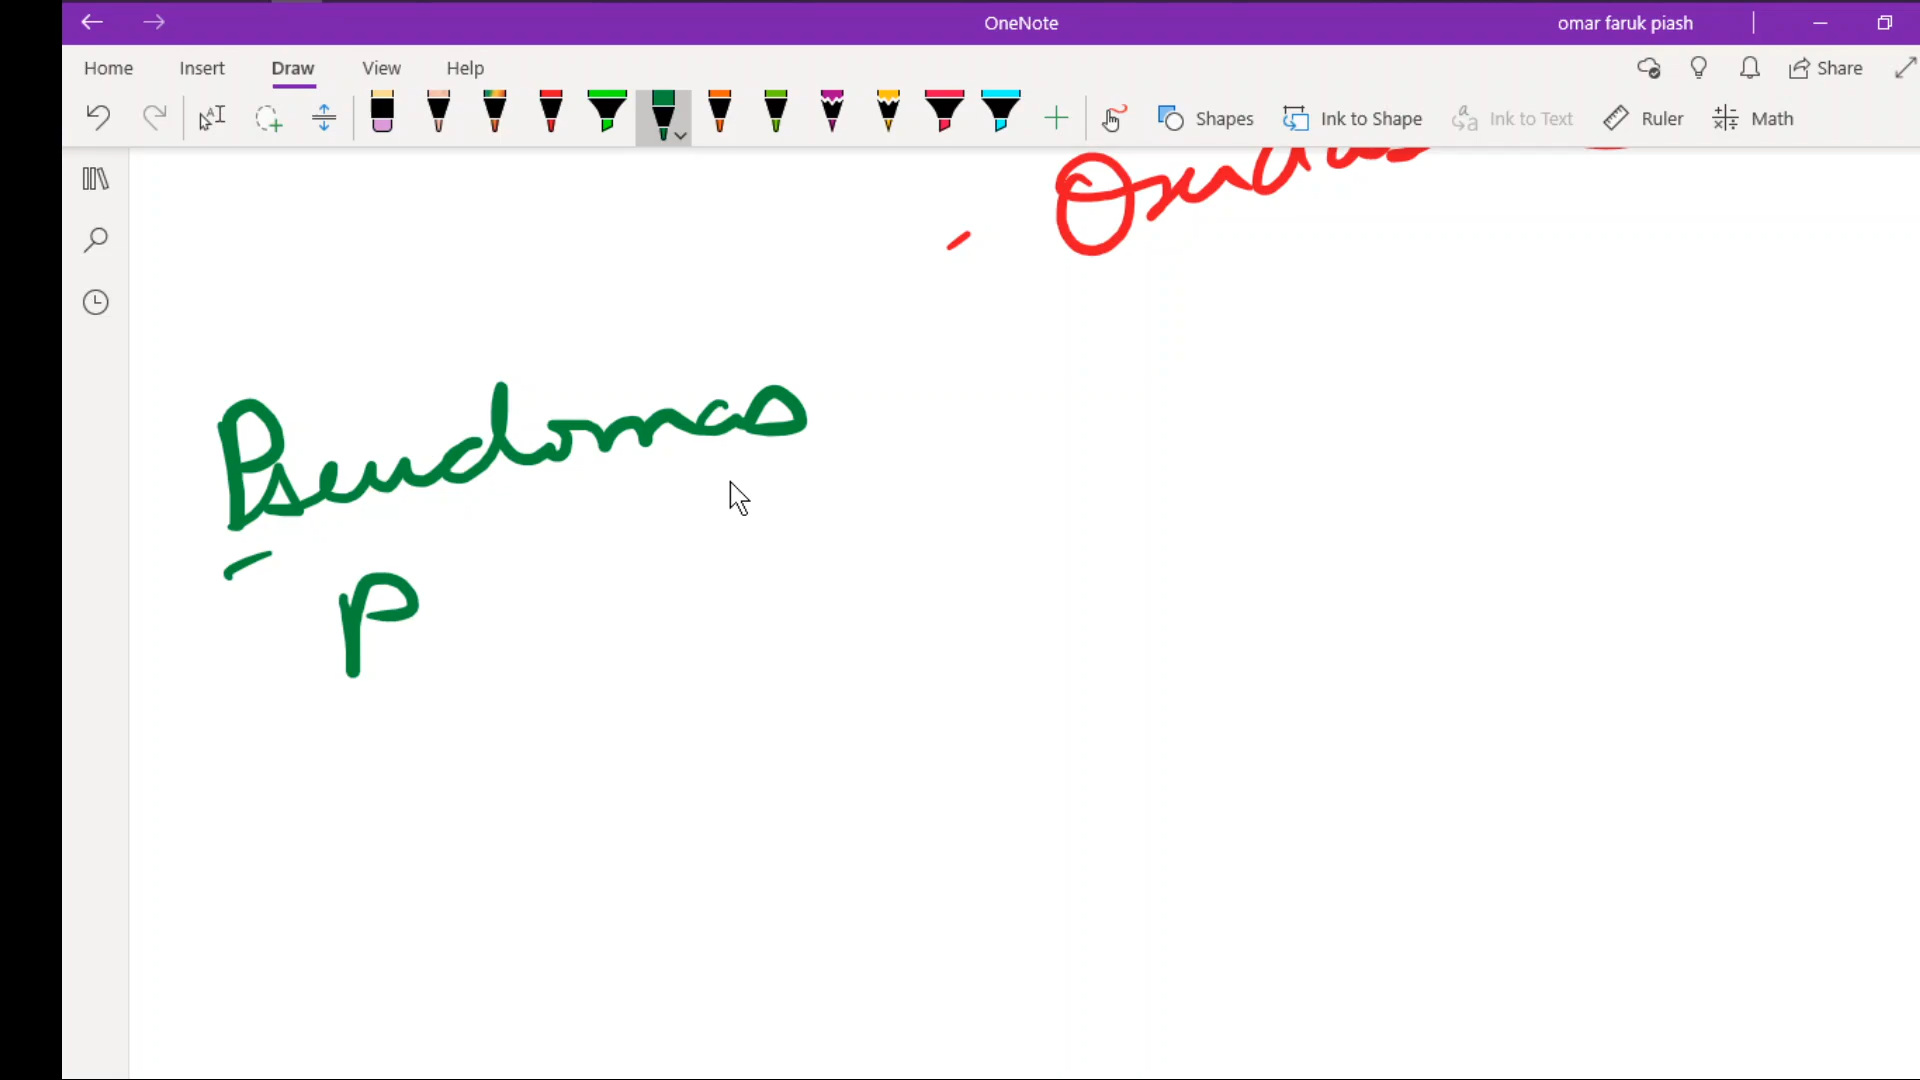 OneNote
omar faruk piash
Home Insert Draw View Help
Share
Shapes Ink to Shape Ink to Text Ruler Math
Pseudomas
P